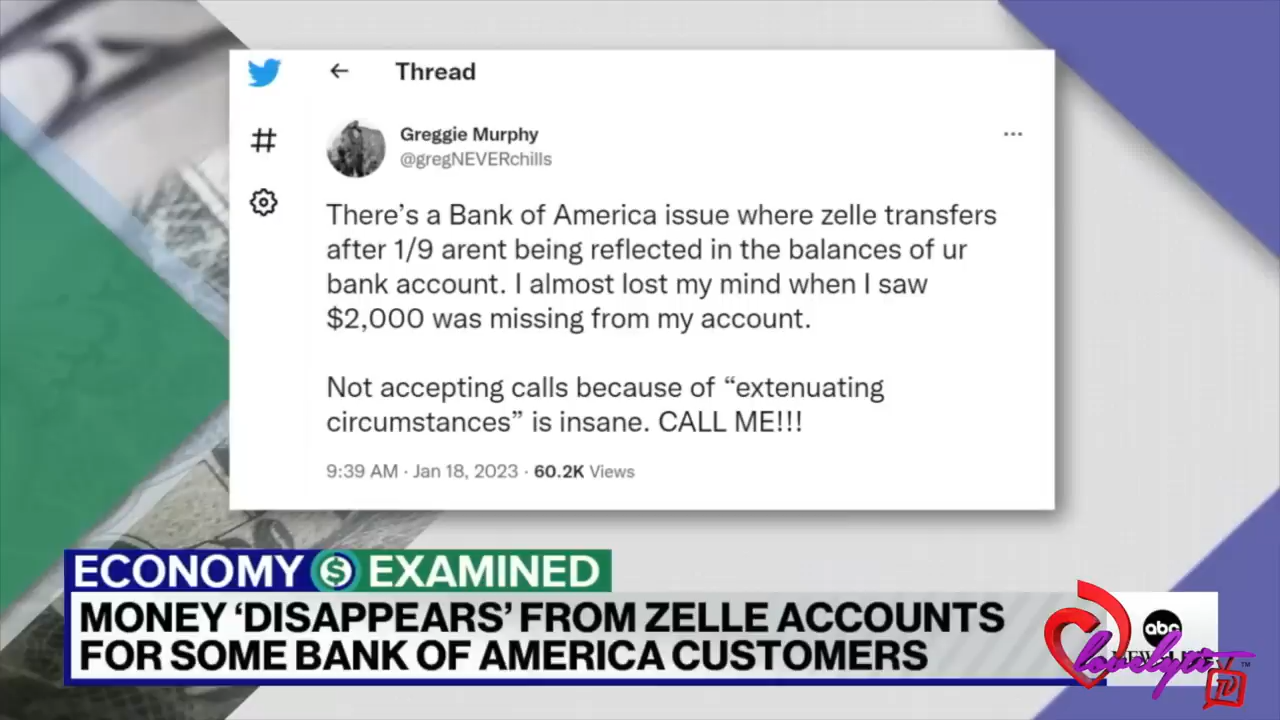 Thread
Greggie Murphy
@gregNEVERchills
There's a Bank of America issue where zelle transfers
after 1/9 arent being reflected in the balances of ur
bank account. I almost lost my mind when I saw
$2,000 was missing from my account.
Not accepting calls because of “extenuating
circumstances” is insane. CALL ME!!!
9:39 AM · Jan 18, 2023 · 60.2K Views
ECONOMY $ EXAMINED
MONEY ‘DISAPPEARS’ FROM ZELLE ACCOUNTS
FOR SOME BANK OF AMERICA CUSTOMERS
abc
lovelyti
TV